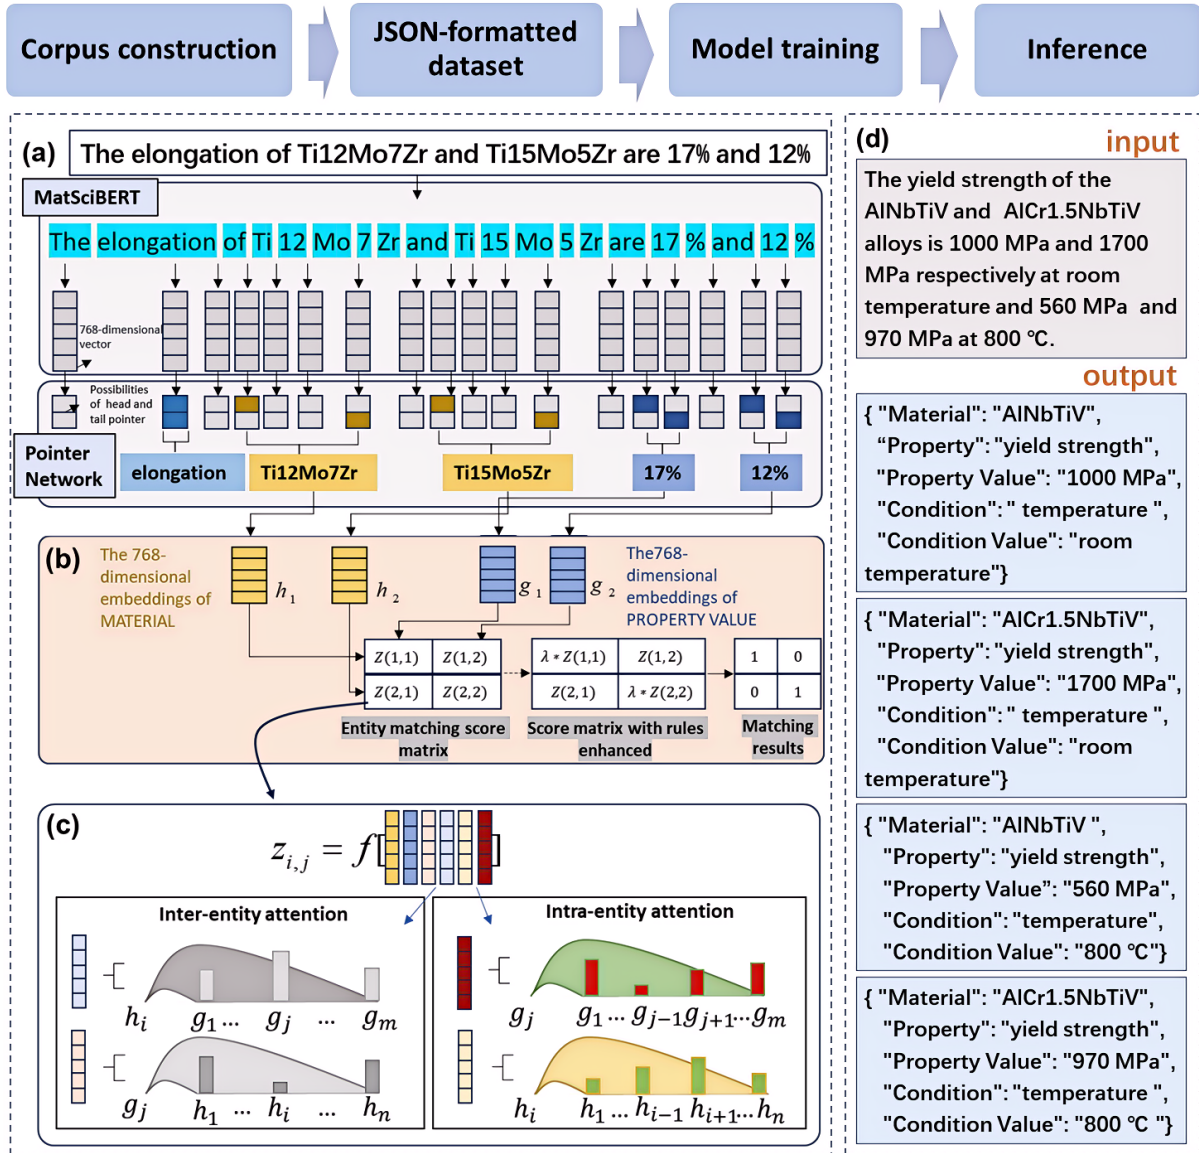 Corpus construction
JSON-formatted
dataset
Model training
Inference
(a)
The elongation of Ti12Mo7Zr and Ti15Mo5Zr are 17% and 12%
MatSciBERT
The elongation of Ti 12 Mo 7 Zr and Ti 15 Mo 5 Zr are 17 % and 12 %
768-dimensional
vector
Possibilities
of head and
tail pointer
Pointer
Network
elongation
Ti12Mo7Zr
Ti15Mo5Zr
17%
12%
(b)
The 768-
dimensional
embeddings of
MATERIAL
h1
h2
g1
g2
The768-
dimensional
embeddings of
PROPERTY VALUE
Z(1,1) Z(1,2)
Z(2,1) Z(2,2)
λ * Z(1,1) Z(1,2)
Z(2,1) λ * Z(2,2)
1 0
0 1
Entity matching score
matrix
Score matrix with rules
enhanced
Matching
results
(c)
zi,j = f[ ]
Inter-entity attention
hi g1 ... gj ... gm
gj h1 ... hi ... hn
Intra-entity attention
gj g1 ... gj−1 gj+1 ... gm
hi h1 ... hi−1 hi+1 ... hn
(d)
input
The yield strength of the
AlNbTiV and AlCr1.5NbTiV
alloys is 1000 MPa and 1700
MPa respectively at room
temperature and 560 MPa and
970 MPa at 800 ℃.
output
{ "Material": "AlNbTiV",
“Property": "yield strength",
"Property Value": "1000 MPa",
"Condition": " temperature ",
"Condition Value": "room
temperature"}
{ "Material": "AlCr1.5NbTiV",
"Property": "yield strength",
"Property Value": "1700 MPa",
"Condition": " temperature ",
"Condition Value": "room
temperature"}
{ "Material": "AlNbTiV ",
"Property": "yield strength",
"Property Value”: "560 MPa",
"Condition": "temperature",
"Condition Value": "800 ℃"}
{ "Material": "AlCr1.5NbTiV",
"Property": "yield strength",
"Property Value": "970 MPa",
"Condition": "temperature ",
"Condition Value": "800 ℃ "}